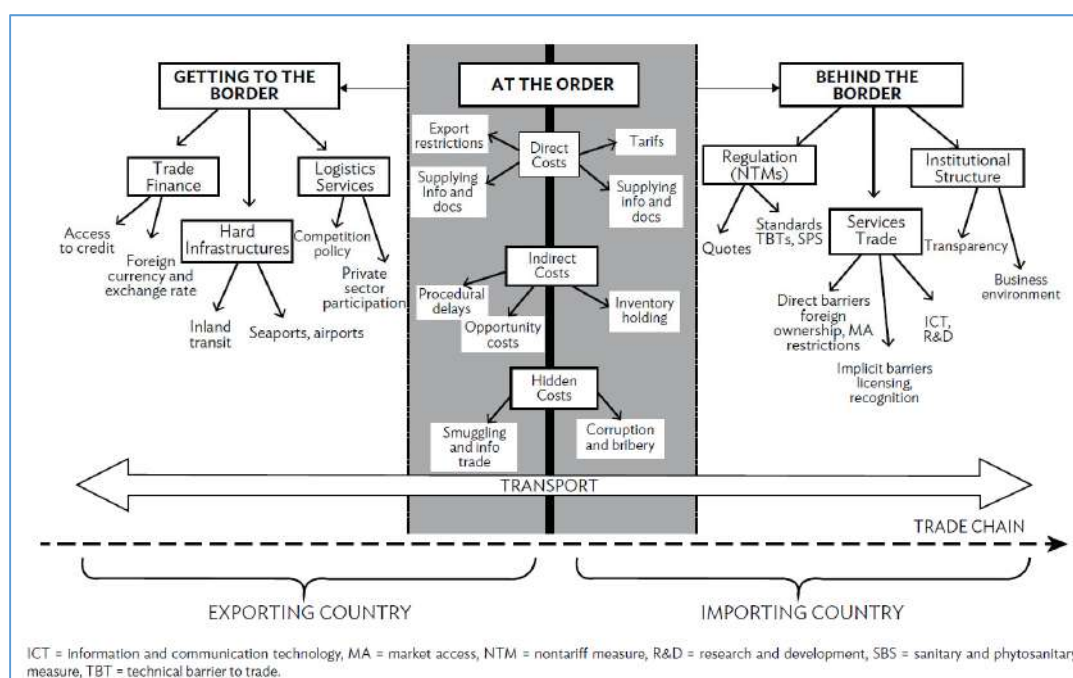 GETTING TO THE
BORDER
AT THE ORDER
BEHIND THE
BORDER
Trade
Finance
Logistics
Services
Hard
Infrastructures
Access
to credit
Foreign
currency and
exchange rate
Competition
policy
Private
sector
participation
Inland
transit
Seaports, airports
Export
restrictions
Direct
Costs
Tarifs
Supplying
Info and
docs
Supplying
info and
docs
Indirect
Costs
Procedural
delays
Opportunity
costs
Inventory
holding
Hidden
Costs
Smuggling
and info
trade
Corruption
and bribery
Regulation
(NTMs)
Institutional
Structure
Services
Trade
Quotes
Standards
TBTs, SPS
Transparency
Business
environment
Direct barriers
foreign
ownership, MA
restrictions
ICT,
R&D
Implicit barriers
licensing,
recognition
TRANSPORT
TRADE CHAIN
EXPORTING COUNTRY
IMPORTING COUNTRY
ICT = information and communication technology, MA = market access, NTM = nontariff measure, R&D = research and development, SBS = sanitary and phytosanitary
measure, TBT = technical barrier to trade.